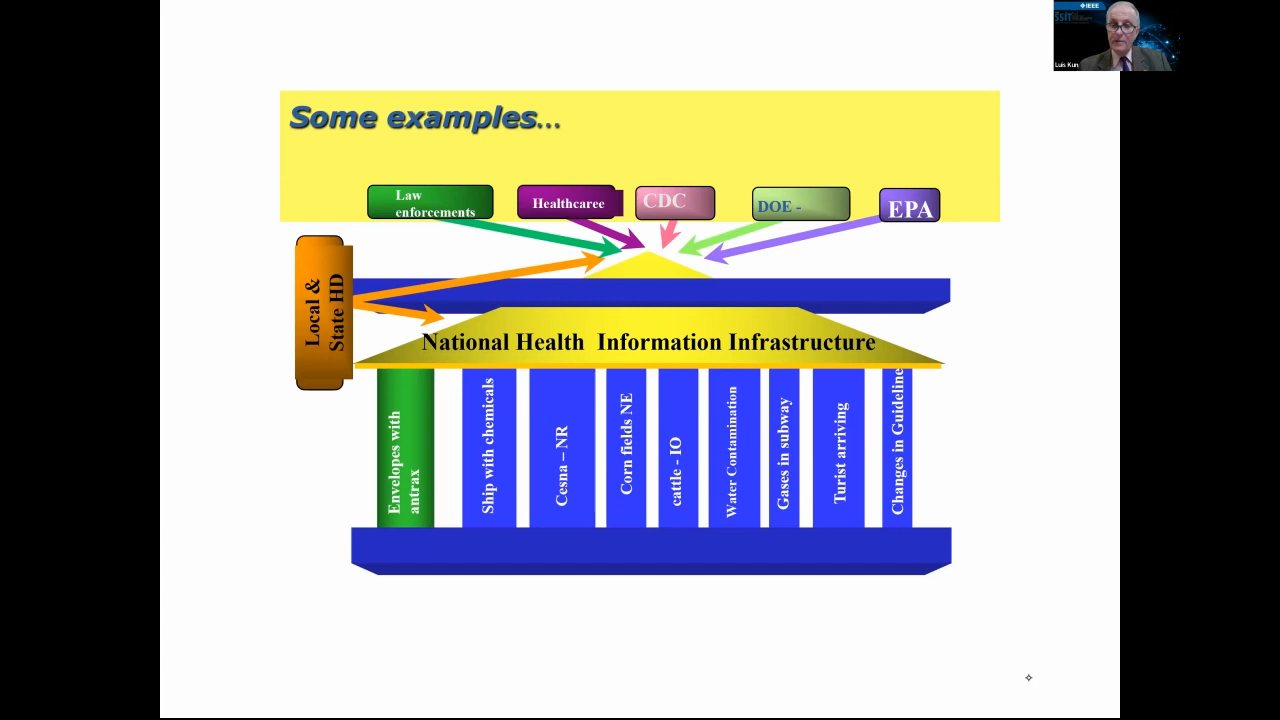 IEEE
SSIT
Luis Kun
Some examples...
Law
enforcements
Healthcaree
CDC
DOE -
EPA
Local &
State HD
National Health Information Infrastructure
Envelopes with
antrax
Ship with chemicals
Cesna – NR
Corn fields NE
cattle - IO
Water Contamination
Gases in subway
Turist arriving
Changes in Guideline